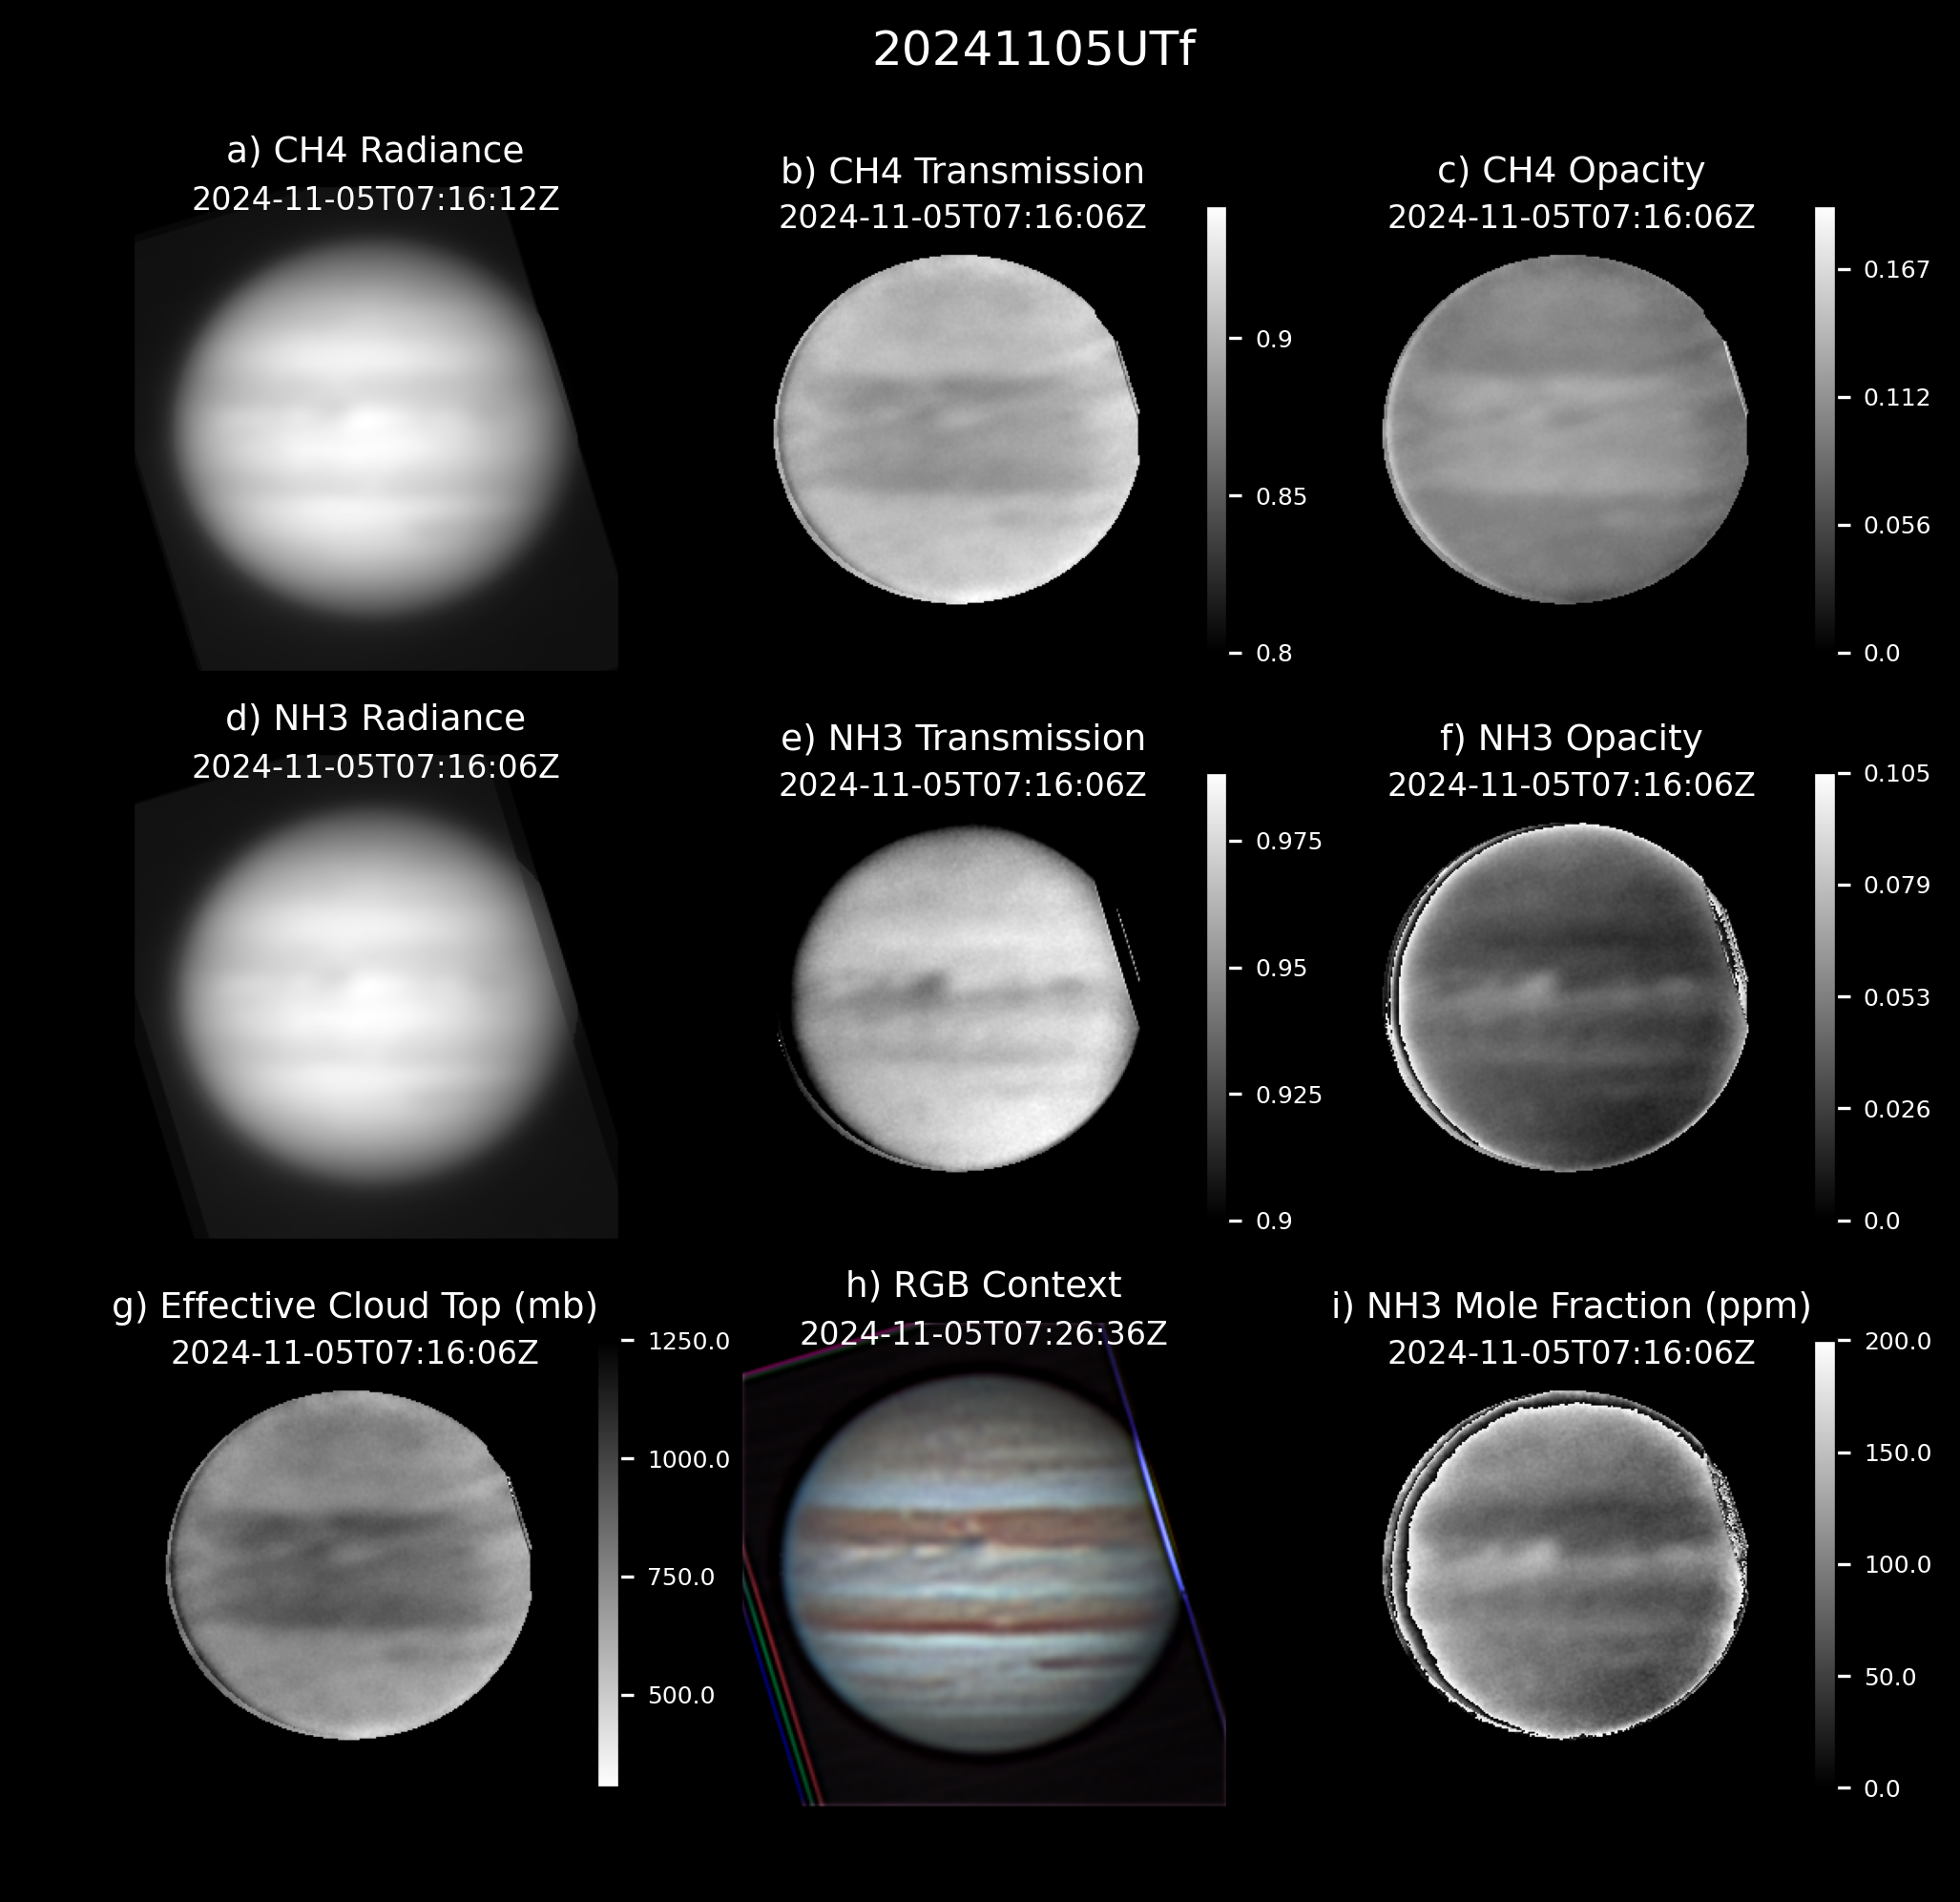 20241105UTf
a) CH4 Radiance
2024-11-05T07:16:12Z
b) CH4 Transmission
2024-11-05T07:16:06Z
0.9
0.85
0.8
c) CH4 Opacity
2024-11-05T07:16:06Z
0.167
0.112
0.056
0.0
d) NH3 Radiance
2024-11-05T07:16:06Z
e) NH3 Transmission
2024-11-05T07:16:06Z
0.975
0.95
0.925
0.9
f) NH3 Opacity
2024-11-05T07:16:06Z
0.105
0.079
0.053
0.026
0.0
g) Effective Cloud Top (mb)
2024-11-05T07:16:06Z
1250.0
1000.0
750.0
500.0
h) RGB Context
2024-11-05T07:26:36Z
i) NH3 Mole Fraction (ppm)
2024-11-05T07:16:06Z
200.0
150.0
100.0
50.0
0.0